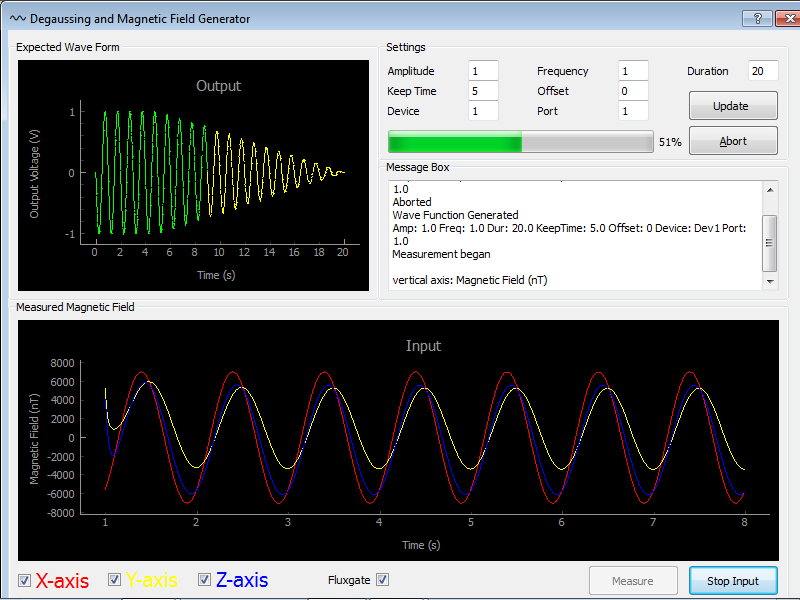 Degaussing and Magnetic Field Generator
Expected Wave Form
Output
Output Voltage (V)
1
0
-1
0 2 4 6 8 10 12 14 16 18 20
Time (s)
Settings
Amplitude 1 Frequency 1 Duration 20
Keep Time 5 Offset 0 Update
Device 1 Port 1
51% Abort
Message Box
1.0
Aborted
Wave Function Generated
Amp: 1.0 Freq: 1.0 Dur: 20.0 KeepTime: 5.0 Offset: 0 Device: Dev1 Port:
1.0
Measurement began
vertical axis: Magnetic Field (nT)
Measured Magnetic Field
Input
Magnetic Field (nT)
8000
6000
4000
2000
0
-2000
-4000
-6000
-8000
1 2 3 4 5 6 7 8
Time (s)
X-axis Y-axis Z-axis Fluxgate Measure Stop Input